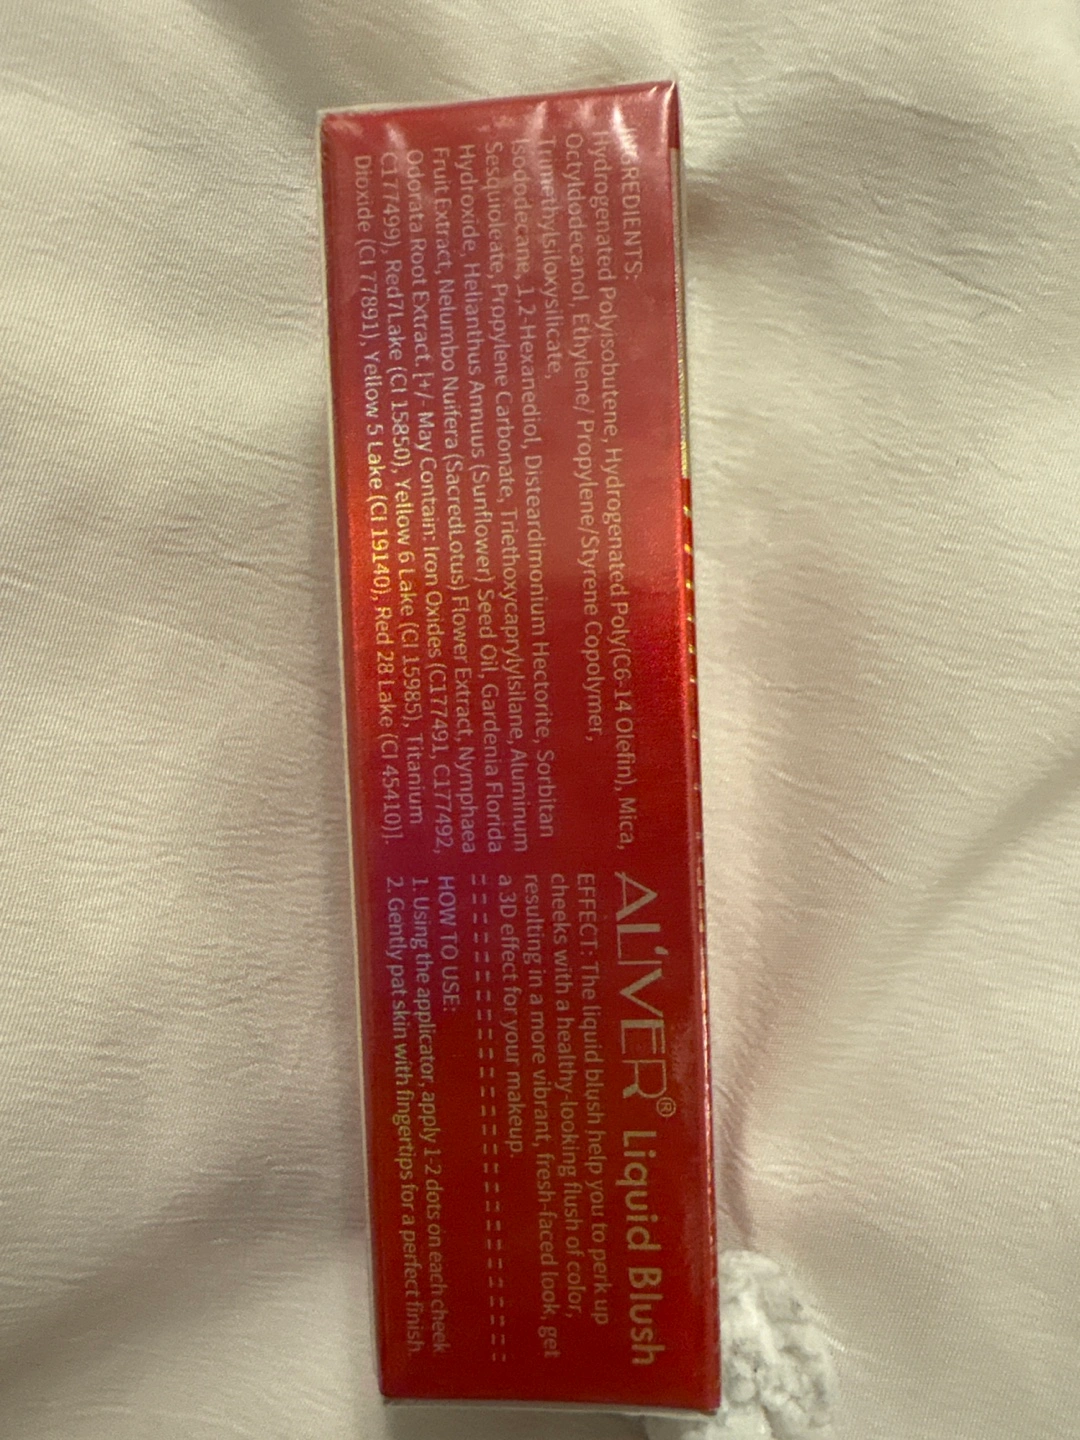 INGREDIENTS:
Hydrogenated Polyisobutene, Hydrogenated Poly(C6-14 Olefin), Mica,
Octyldodecanol, Ethylene/ Propylene/Styrene Copolymer,
Trimethylsiloxysilicate,
Isododecane, 1,2-Hexanediol, Disteardimonium Hectorite, Sorbitan
Sesquioleate, Propylene Carbonate, Triethoxycaprylylsilane, Aluminum
Hydroxide, Helianthus Annuus (Sunflower) Seed Oil, Gardenia Florida
Fruit Extract, Nelumbo Nuifera (SacredLotus) Flower Extract, Nymphaea
Odorata Root Extract. [+/- May Contain: Iron Oxides (C177491, C177492,
C177499), Red7Lake (CI 15850), Yellow 6 Lake (CI 15985), Titanium
Dioxide (CI 77891), Yellow 5 Lake (CI 19140), Red 28 Lake (CI 45410)].
ALIVER® Liquid Blush
EFFECT: The liquid blush help you to perk up
cheeks with a healthy-looking flush of color,
resulting in a more vibrant, fresh-faced look, get
a 3D effect for your makeup.
HOW TO USE:
1. Using the applicator, apply 1-2 dots on each cheek.
2. Gently pat skin with fingertips for a perfect finish.